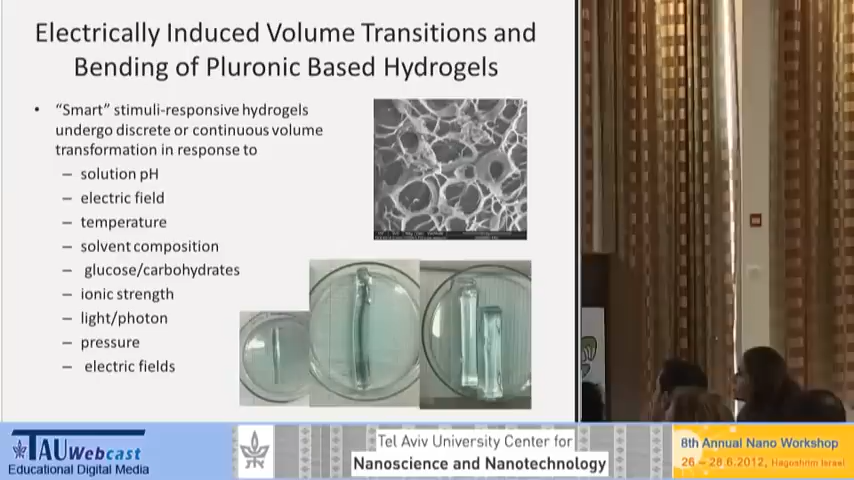 Electrically Induced Volume Transitions and
Bending of Pluronic Based Hydrogels
• “Smart” stimuli-responsive hydrogels
undergo discrete or continuous volume
transformation in response to
– solution pH
– electric field
– temperature
– solvent composition
– glucose/carbohydrates
– ionic strength
– light/photon
– pressure
– electric fields
TAU Webcast
Educational Digital Media
Tel Aviv University Center for
Nanoscience and Nanotechnology
8th Annual Nano Workshop
26 – 28.6.2012, Hagoshrim Israel